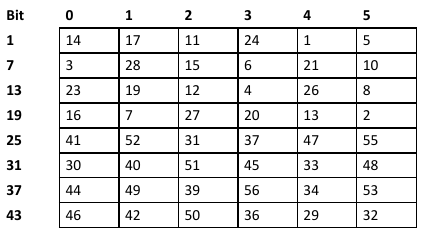 Bit 0 1 2 3 4 5
1 14 17 11 24 1 5
7 3 28 15 6 21 10
13 23 19 12 4 26 8
19 16 7 27 20 13 2
25 41 52 31 37 47 55
31 30 40 51 45 33 48
37 44 49 39 56 34 53
43 46 42 50 36 29 32